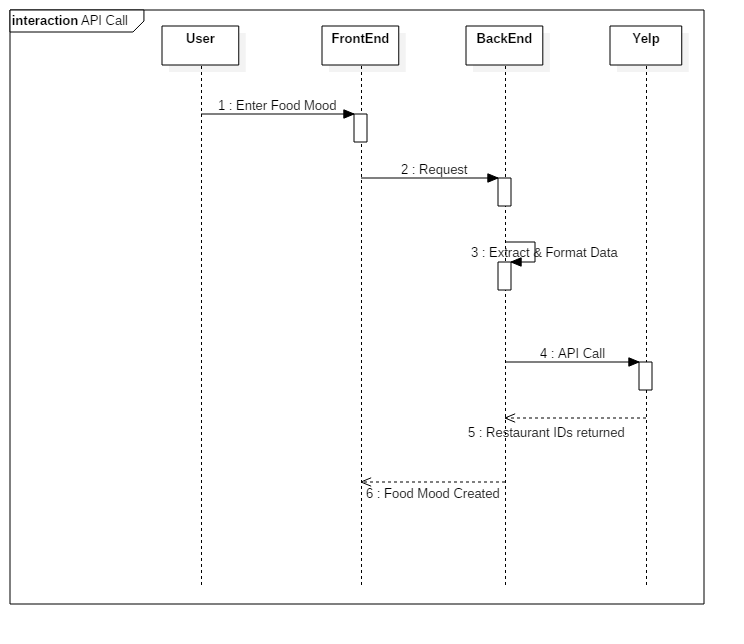 interaction API Call
User
FrontEnd
BackEnd
Yelp
1 : Enter Food Mood
2 : Request
3 : Extract & Format Data
4 : API Call
5 : Restaurant IDs returned
6 : Food Mood Created